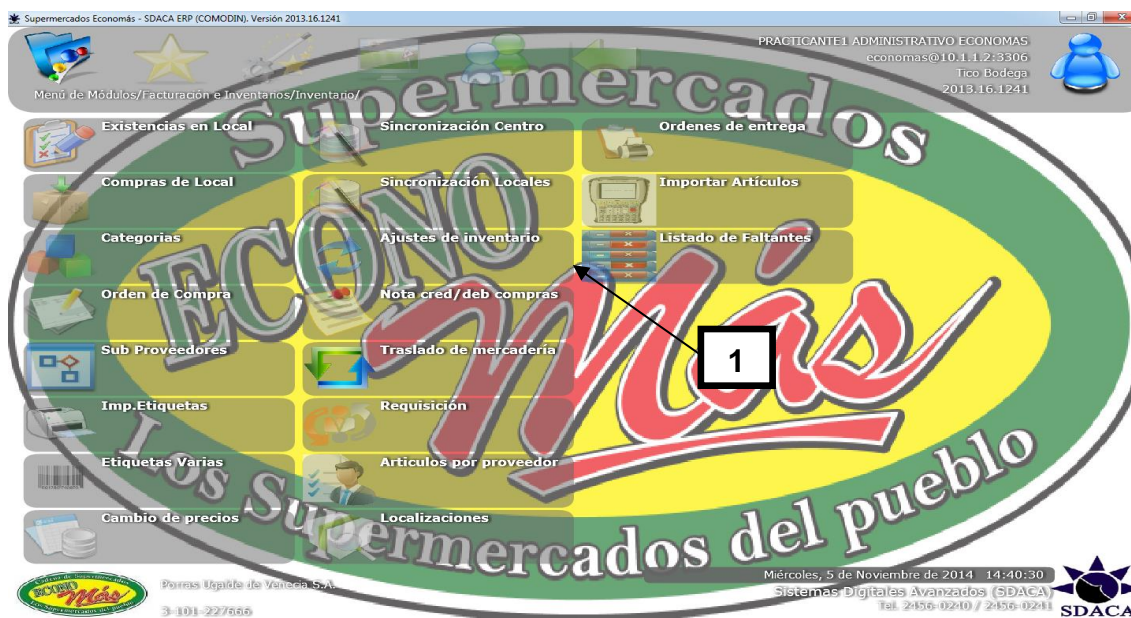 Supermercados Economás - SDACA ERP (COMODIN). Versión 2013.16.1241
PRACTICANTE1 ADMINISTRATIVO ECONOMAS
economas@10.1.1.2:3306
Tico Bodega
2013.16.1241
Menú de Módulos/Facturación e Inventarios/Inventario/
Supermercados
Existencias en Local
Sincronización Centro
Ordenes de entrega
Compras de Local
Sincronización Locales
Importar Artículos
Categorias
Ajustes de inventario
Listado de Faltantes
Orden de Compra
Nota cred/deb compras
Sub Proveedores
Traslado de mercadería
Imp.Etiquetas
Requisición
Etiquetas Varias
Articulos por proveedor
Cambio de precios
Localizaciones
ECONO
Más
1
Los Supermercados del pueblo
ECONO
Más
Porras Ugalde de Venecia S.A.
3-101-227666
Miércoles, 5 de Noviembre de 2014 14:40:30
Sistemas Digitales Avanzados (SDACA)
Tel. 2456-0240 / 2456-0241
SDACA